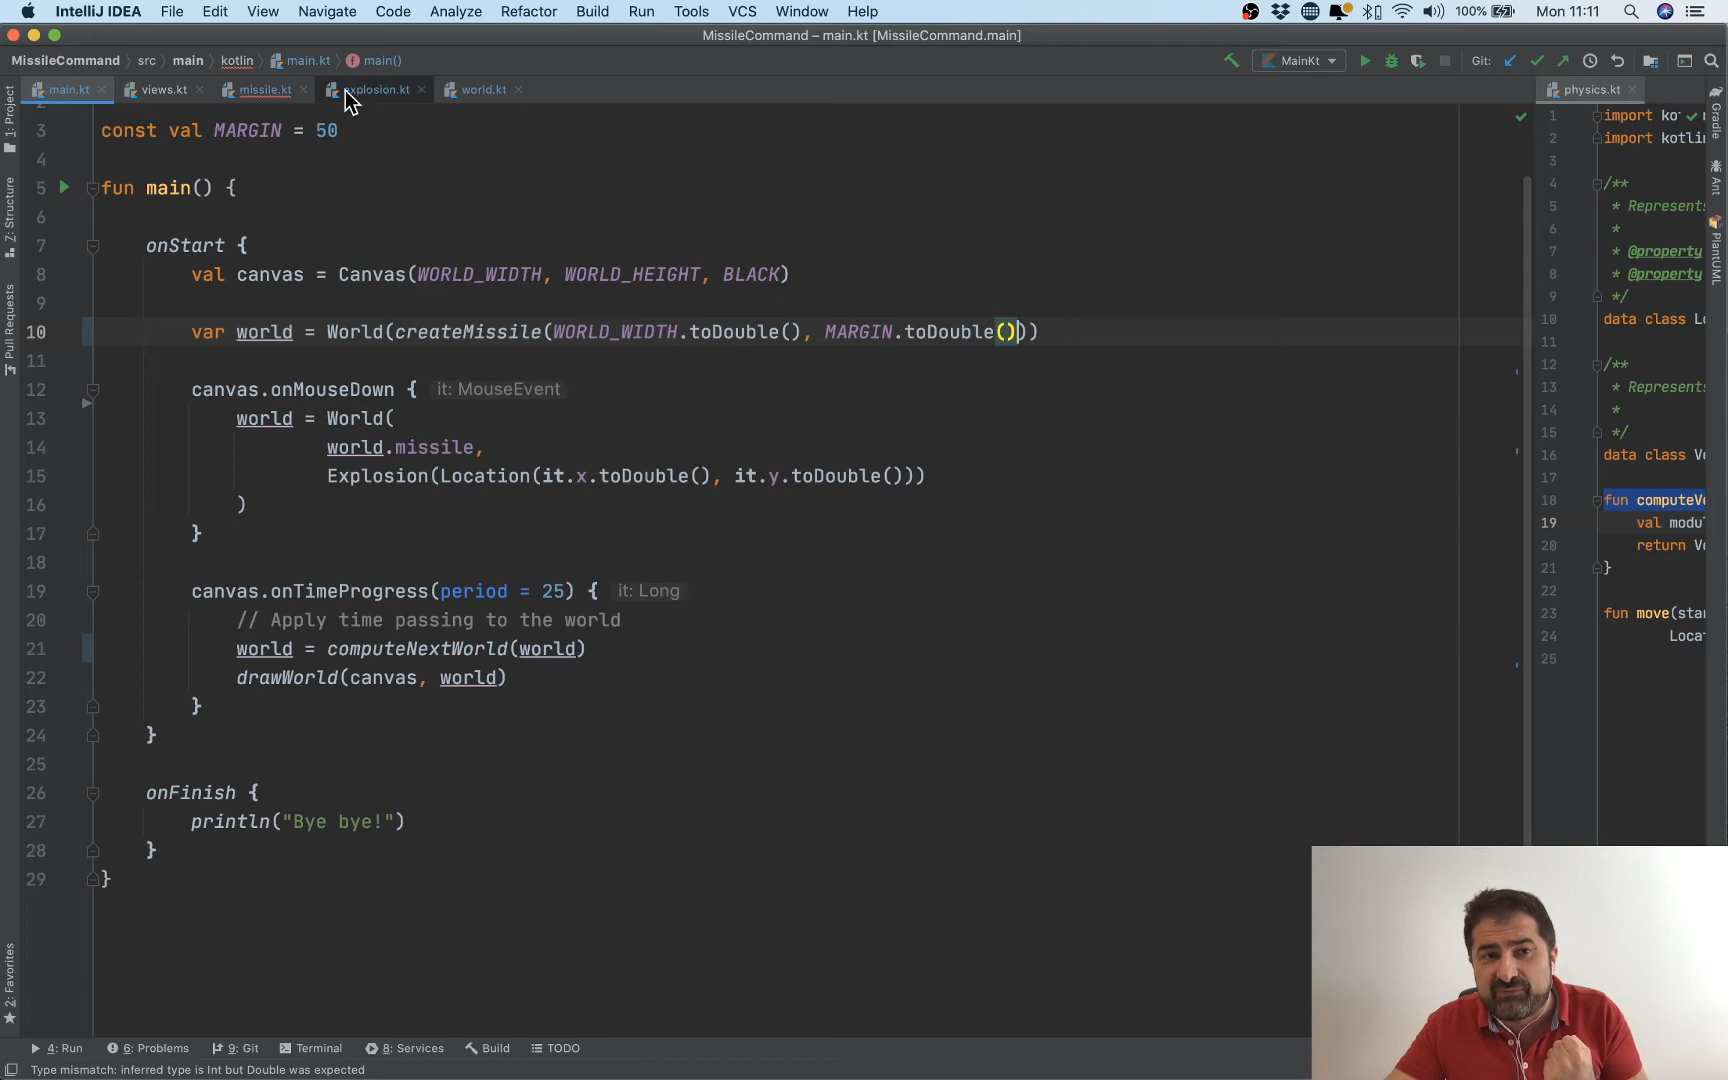 IntelliJ IDEA File Edit View Navigate Code Analyze Refactor Build Run Tools VCS Window Help 100% Mon 11:11
MissileCommand – main.kt [MissileCommand.main]
MissileCommand src main kotlin main.kt main() MainKt Git:
main.kt views.kt missile.kt explosion.kt world.kt physics.kt
3 const val MARGIN = 50
4
5 fun main() {
6
7 onStart {
8 val canvas = Canvas(WORLD_WIDTH, WORLD_HEIGHT, BLACK)
9
10 var world = World(createMissile(WORLD_WIDTH.toDouble(), MARGIN.toDouble()))
11
12 canvas.onMouseDown { it: MouseEvent
13 world = World(
14 world.missile,
15 Explosion(Location(it.x.toDouble(), it.y.toDouble()))
16 )
17 }
18
19 canvas.onTimeProgress(period = 25) { it: Long
20 // Apply time passing to the world
21 world = computeNextWorld(world)
22 drawWorld(canvas, world)
23 }
24 }
25
26 onFinish {
27 println("Bye bye!")
28 }
29 }
1 import ko
2 import kotlin
3
4 /**
5 * Represents
6 *
7 * @property
8 * @property
9 */
10 data class Lo
11
12 /**
13 * Represents
14 *
15 */
16 data class Ve
17
18 fun computeVe
19 val modul
20 return Ve
21 }
22
23 fun move(star
24 Locat
25
1: Project
7: Structure
Pull Requests
2: Favorites
Gradle
Ant
PlantUML
4: Run 6: Problems 9: Git Terminal 8: Services Build TODO
Type mismatch: inferred type is Int but Double was expected